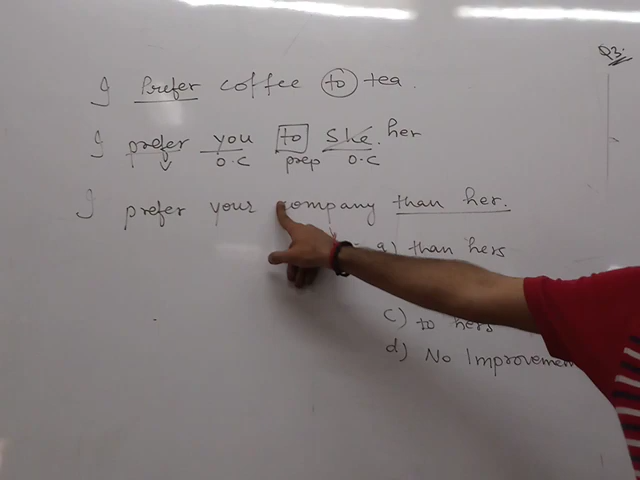 Q3.
I Prefer coffee to tea.
I prefer you to She. her
V O.C prep O.C
I prefer your company than her.
a) than hers
c) to hers
d) No Improvemen